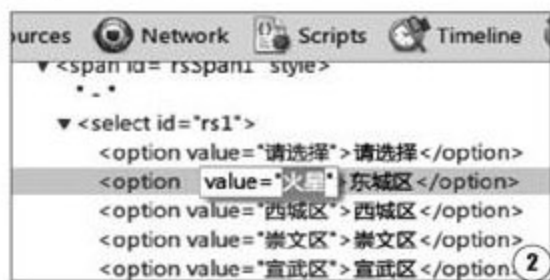 urces Network Scripts Timeline
▼<span id="rsSpan1" style>
"-"
▼<select id="rs1">
<option value="请选择">请选择</option>
<option value="火星">东城区</option>
<option value="西城区">西城区</option>
<option value="崇文区">崇文区</option>
<option value="宣武区">宣武区</option>
2